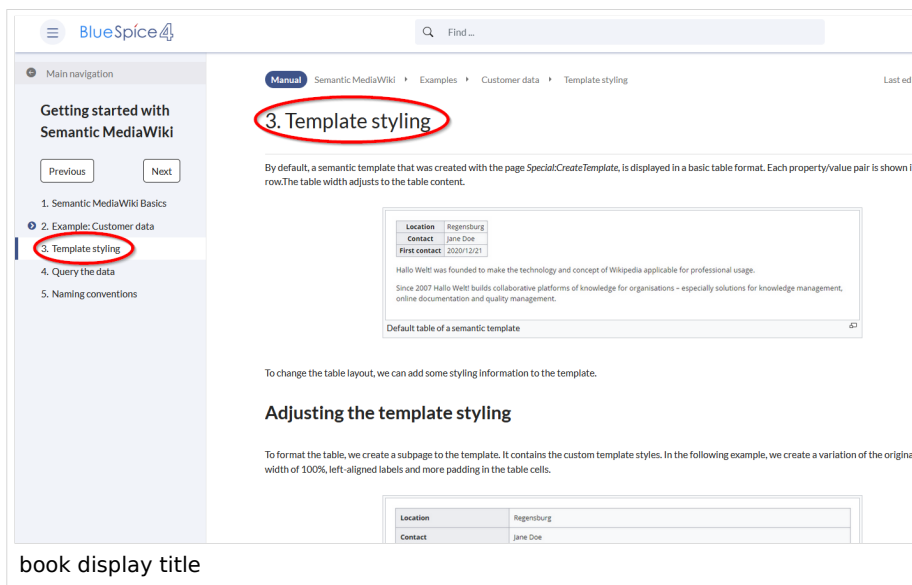 BlueSpice 4
Find ...
Main navigation
Getting started with
Semantic MediaWiki
Previous
Next
1. Semantic MediaWiki Basics
2. Example: Customer data
3. Template styling
4. Query the data
5. Naming conventions
Manual Semantic MediaWiki Examples Customer data Template styling
Last ed
3. Template styling
By default, a semantic template that was created with the page Special:CreateTemplate, is displayed in a basic table format. Each property/value pair is shown i
row.The table width adjusts to the table content.
Location Regensburg
Contact Jane Doe
First contact 2020/12/21
Hallo Welt! was founded to make the technology and concept of Wikipedia applicable for professional usage.
Since 2007 Hallo Welt! builds collaborative platforms of knowledge for organisations – especially solutions for knowledge management,
online documentation and quality management.
Default table of a semantic template
To change the table layout, we can add some styling information to the template.
Adjusting the template styling
To format the table, we create a subpage to the template. It contains the custom template styles. In the following example, we create a variation of the origina
width of 100%, left-aligned labels and more padding in the table cells.
Location Regensburg
Contact Jane Doe
book display title